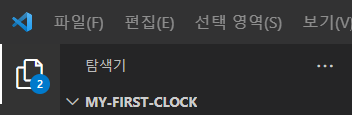 파일(F) 편집(E) 선택 영역(S) 보기(V)
탐색기 ...
2
MY-FIRST-CLOCK